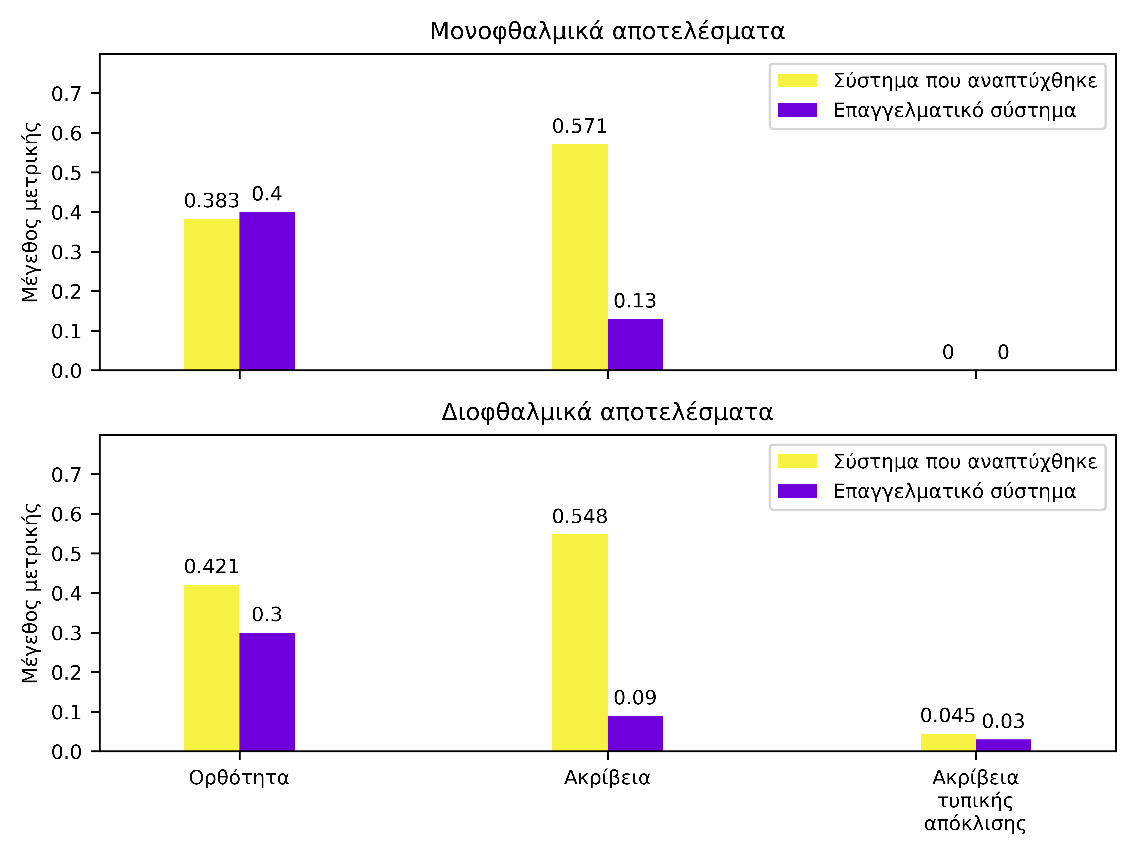 Μονοφθαλμικά αποτελέσματα
Σύστημα που αναπτύχθηκε
Επαγγελματικό σύστημα
Μέγεθος μετρικής
0.7
0.6
0.5
0.4
0.3
0.2
0.1
0.0
0.383
0.4
0.571
0.13
0
0
Διοφθαλμικά αποτελέσματα
Σύστημα που αναπτύχθηκε
Επαγγελματικό σύστημα
Μέγεθος μετρικής
0.7
0.6
0.5
0.4
0.3
0.2
0.1
0.0
0.421
0.3
0.548
0.09
0.045
0.03
Ορθότητα
Ακρίβεια
Ακρίβεια
τυπικής
απόκλισης